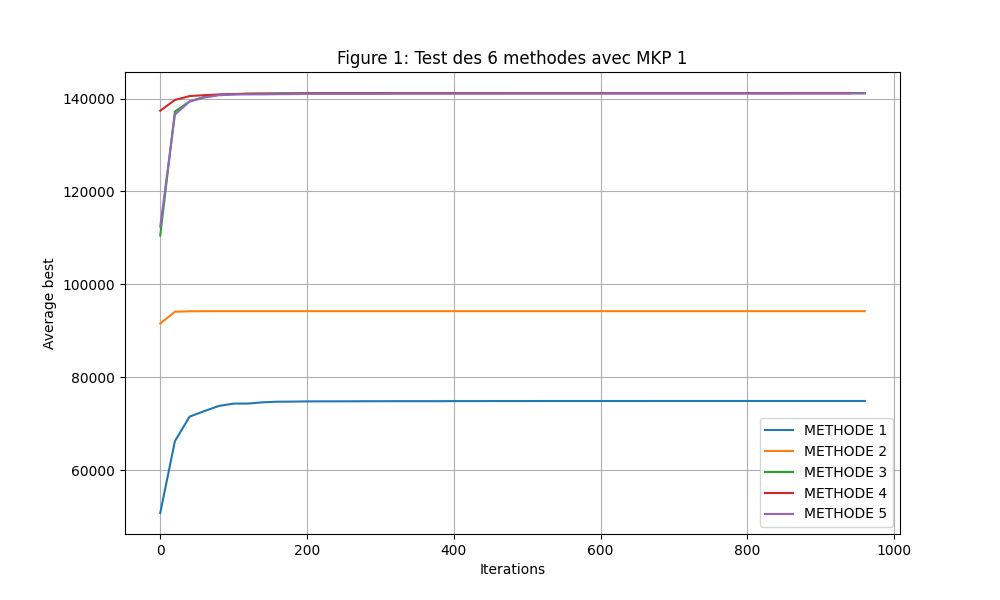 Figure 1: Test des 6 methodes avec MKP 1
Average best
140000
120000
100000
80000
60000
METHODE 1
METHODE 2
METHODE 3
METHODE 4
METHODE 5
0 200 400 600 800 1000
Iterations